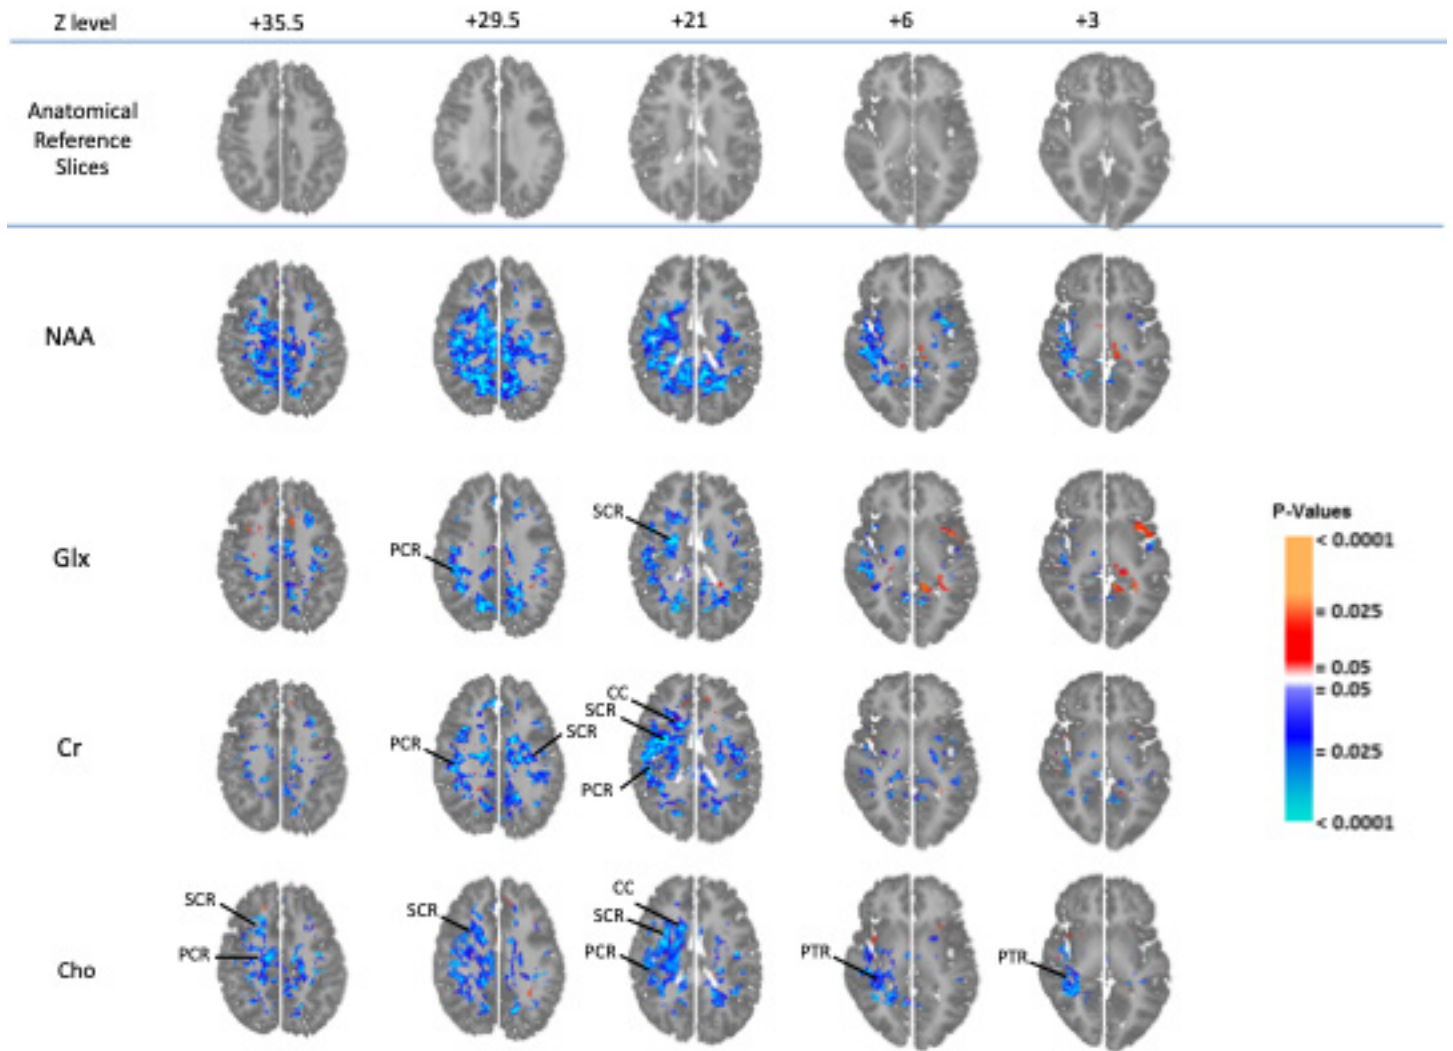 Z level +35.5 +29.5 +21 +6 +3
Anatomical
Reference
Slices
NAA
Glx
PCR
SCR
P-Values
< 0.0001
= 0.025
= 0.05
= 0.05
= 0.025
< 0.0001
Cr
PCR
SCR
CC
SCR
PCR
Cho
SCR
PCR
SCR
CC
SCR
PCR
PTR
PTR